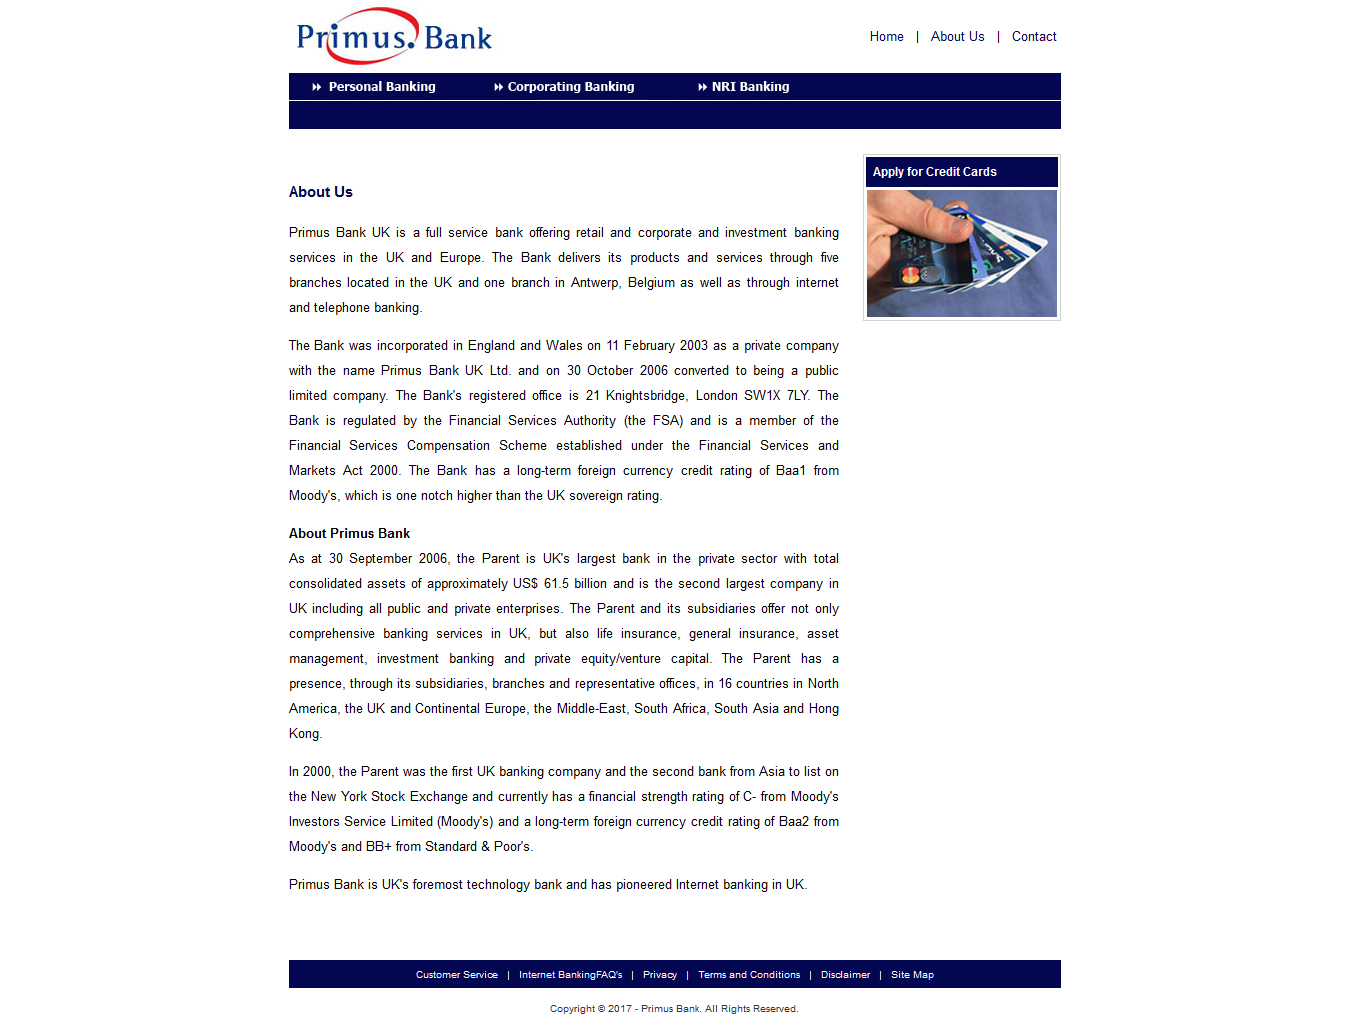 Primus. Bank
Home | About Us | Contact
Personal Banking Corporating Banking NRI Banking
Apply for Credit Cards
About Us
Primus Bank UK is a full service bank offering retail and corporate and investment banking
services in the UK and Europe. The Bank delivers its products and services through five
branches located in the UK and one branch in Antwerp, Belgium as well as through internet
and telephone banking.
The Bank was incorporated in England and Wales on 11 February 2003 as a private company
with the name Primus Bank UK Ltd. and on 30 October 2006 converted to being a public
limited company. The Bank's registered office is 21 Knightsbridge, London SW1X 7LY. The
Bank is regulated by the Financial Services Authority (the FSA) and is a member of the
Financial Services Compensation Scheme established under the Financial Services and
Markets Act 2000. The Bank has a long-term foreign currency credit rating of Baa1 from
Moody's, which is one notch higher than the UK sovereign rating.
About Primus Bank
As at 30 September 2006, the Parent is UK's largest bank in the private sector with total
consolidated assets of approximately US$ 61.5 billion and is the second largest company in
UK including all public and private enterprises. The Parent and its subsidiaries offer not only
comprehensive banking services in UK, but also life insurance, general insurance, asset
management, investment banking and private equity/venture capital. The Parent has a
presence, through its subsidiaries, branches and representative offices, in 16 countries in North
America, the UK and Continental Europe, the Middle-East, South Africa, South Asia and Hong
Kong.
In 2000, the Parent was the first UK banking company and the second bank from Asia to list on
the New York Stock Exchange and currently has a financial strength rating of C- from Moody's
Investors Service Limited (Moody's) and a long-term foreign currency credit rating of Baa2 from
Moody's and BB+ from Standard & Poor's.
Primus Bank is UK's foremost technology bank and has pioneered Internet banking in UK.
Customer Service | Internet BankingFAQ's | Privacy | Terms and Conditions | Disclaimer | Site Map
Copyright © 2017 - Primus Bank. All Rights Reserved.